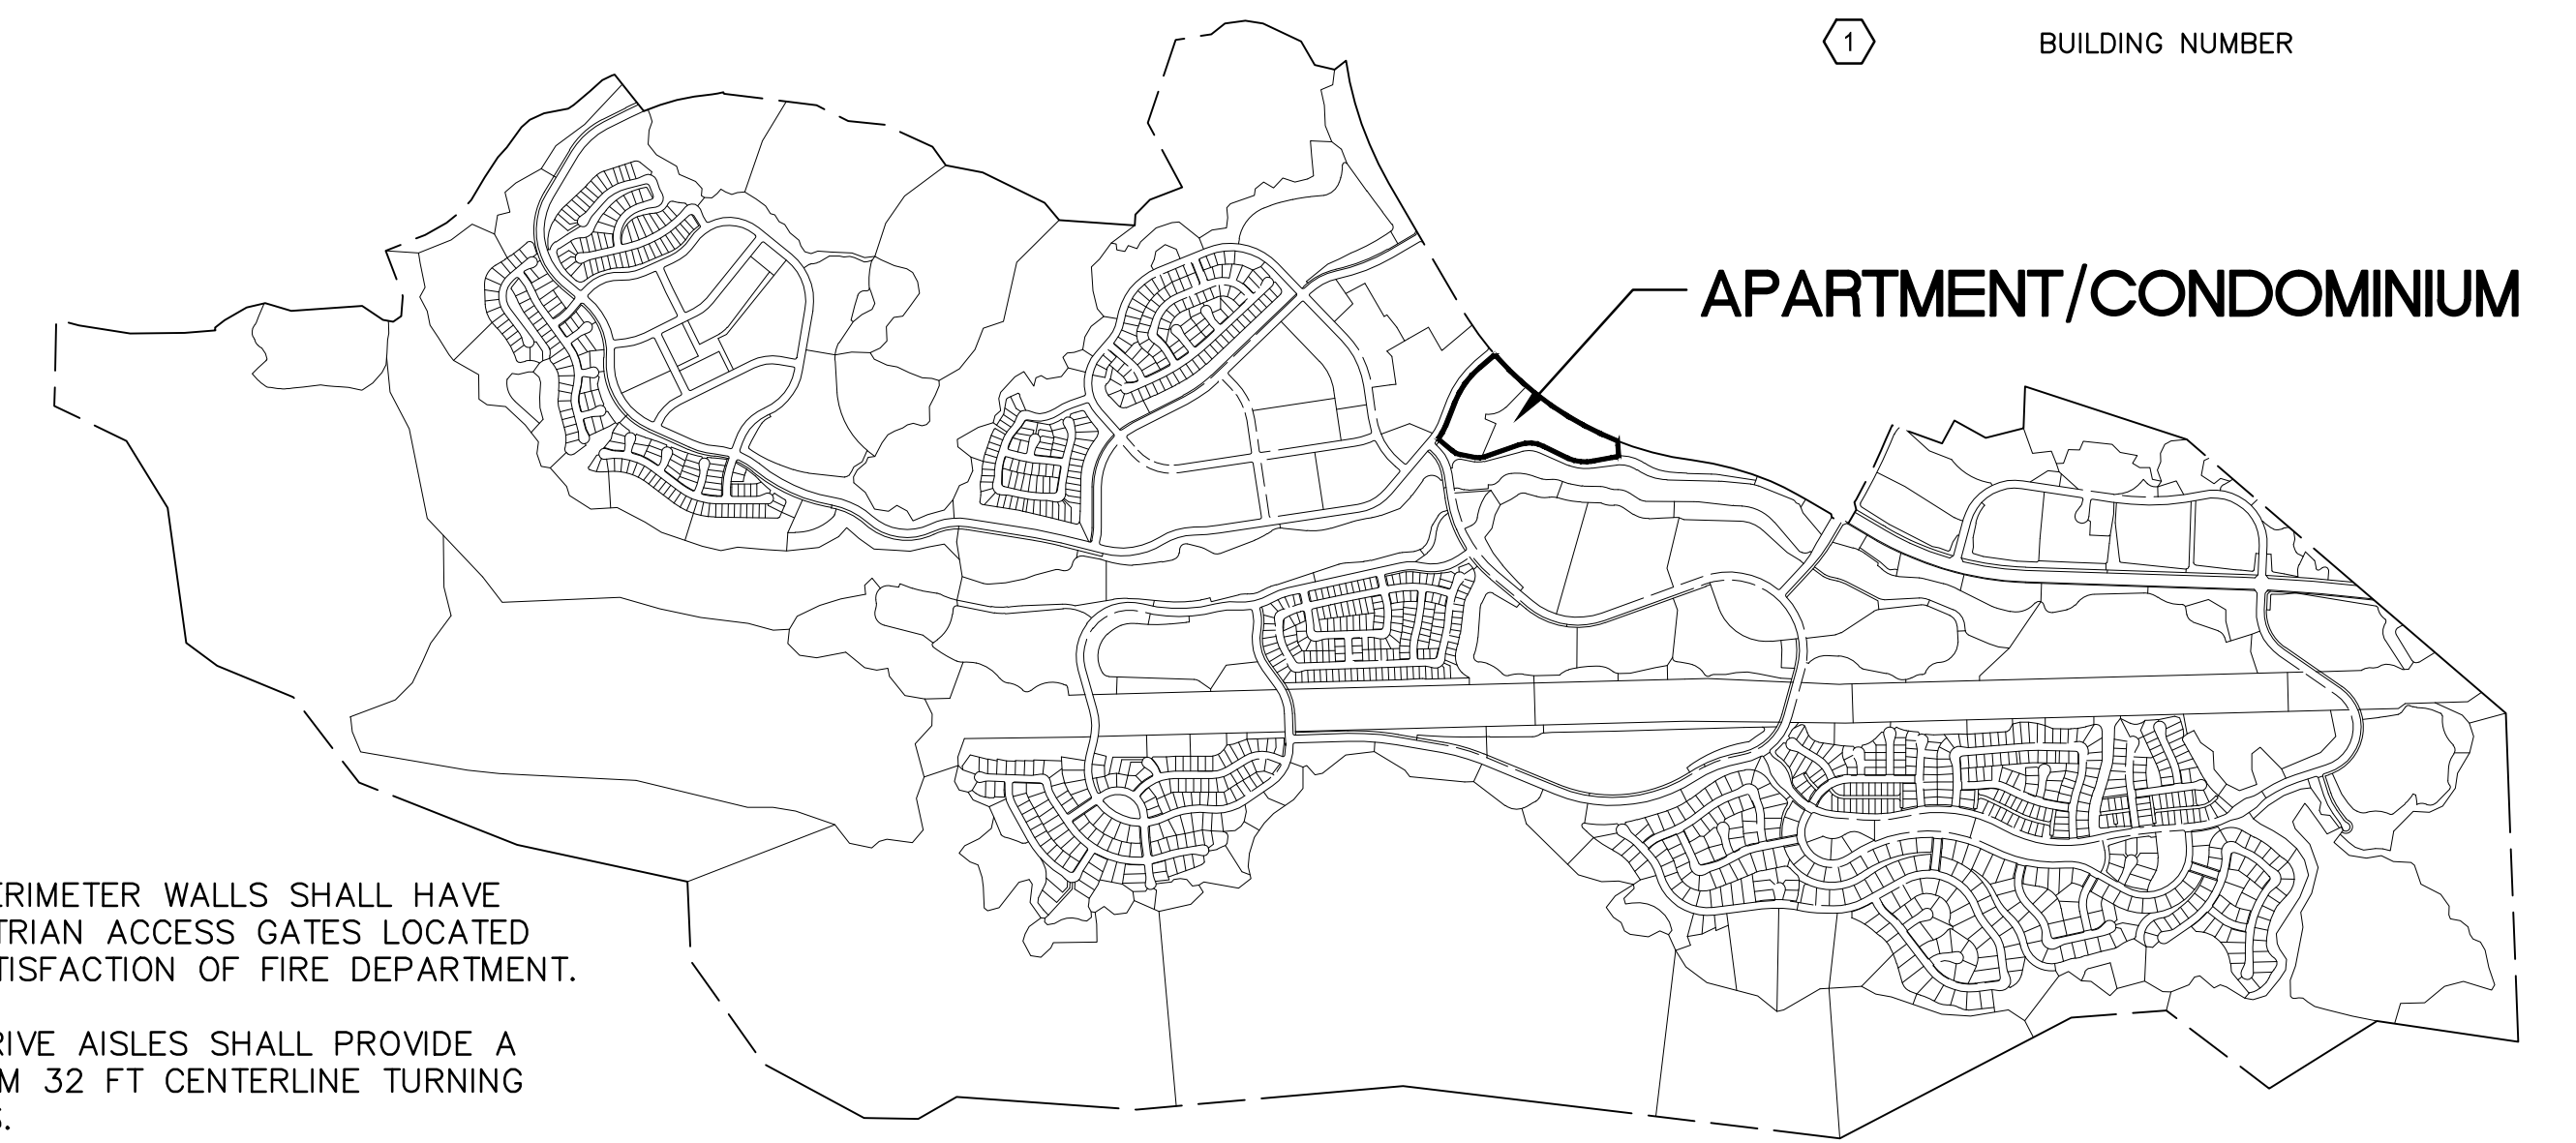 1 BUILDING NUMBER
APARTMENT/CONDOMINIUM
ERIMETER WALLS SHALL HAVE
TRIAN ACCESS GATES LOCATED
TISFACTION OF FIRE DEPARTMENT.
RIVE AISLES SHALL PROVIDE A
M 32 FT CENTERLINE TURNING
S.